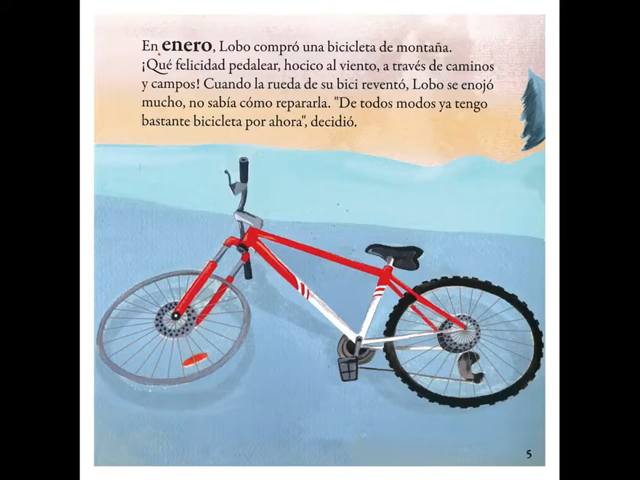 En enero, Lobo compró una bicicleta de montaña.
¡Qué felicidad pedalear, hocico al viento, a través de caminos
y campos! Cuando la rueda de su bici reventó, Lobo se enojó
mucho, no sabía cómo repararla. "De todos modos ya tengo
bastante bicicleta por ahora", decidió.
5